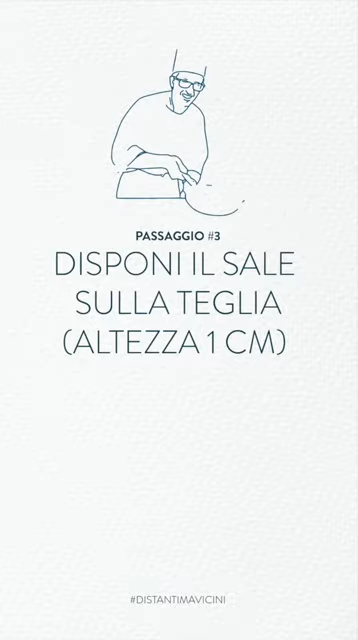 PASSAGGIO #3
DISPONI IL SALE
SULLA TEGLIA
(ALTEZZA 1 CM)
#DISTANTIMAVICINI